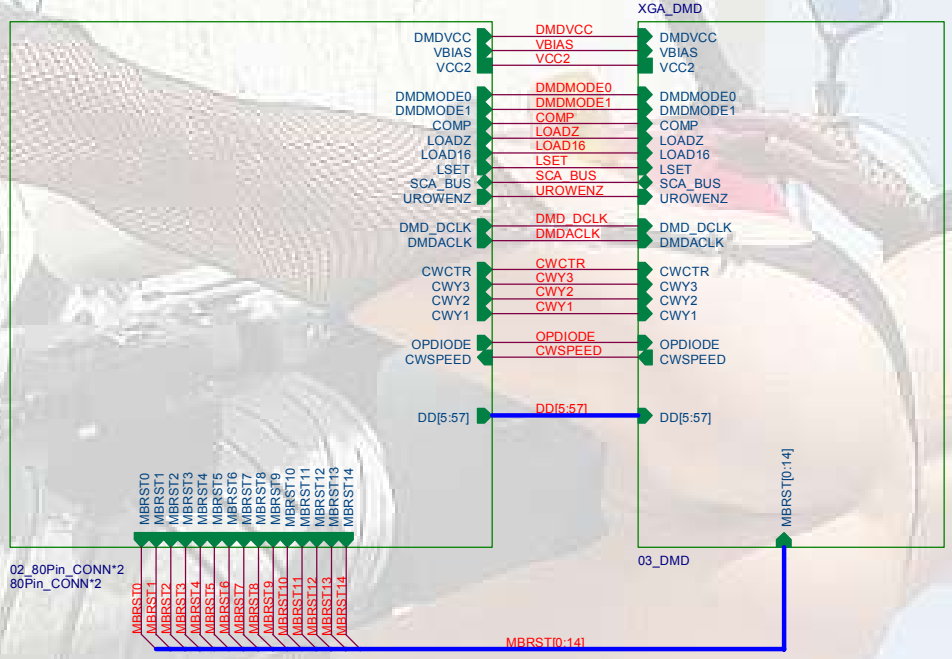 XGA_DMD
DMDVCC DMDVCC DMDVCC
VBIAS VBIAS VBIAS
VCC2 VCC2 VCC2
DMDMODE0 DMDMODE0 DMDMODE0
DMDMODE1 DMDMODE1 DMDMODE1
COMP COMP COMP
LOADZ LOADZ LOADZ
LOAD16 LOAD16 LOAD16
LSET LSET LSET
SCA_BUS SCA_BUS SCA_BUS
UROWENZ UROWENZ UROWENZ
DMD_DCLK DMD_DCLK DMD_DCLK
DMDACLK DMDACLK DMDACLK
CWCTR CWCTR CWCTR
CWY3 CWY3 CWY3
CWY2 CWY2 CWY2
CWY1 CWY1 CWY1
OPDIODE OPDIODE OPDIODE
CWSPEED CWSPEED CWSPEED
DD[5:57] DD[5:57] DD[5:57]
MBRST0
MBRST1
MBRST2
MBRST3
MBRST4
MBRST5
MBRST6
MBRST7
MBRST8
MBRST9
MBRST10
MBRST11
MBRST12
MBRST13
MBRST14
MBRST[0:14]
02_80Pin_CONN*2
80Pin_CONN*2
03_DMD
MBRST0
MBRST1
MBRST2
MBRST3
MBRST4
MBRST5
MBRST6
MBRST7
MBRST8
MBRST9
MBRST10
MBRST11
MBRST12
MBRST13
MBRST14
MBRST[0:14]